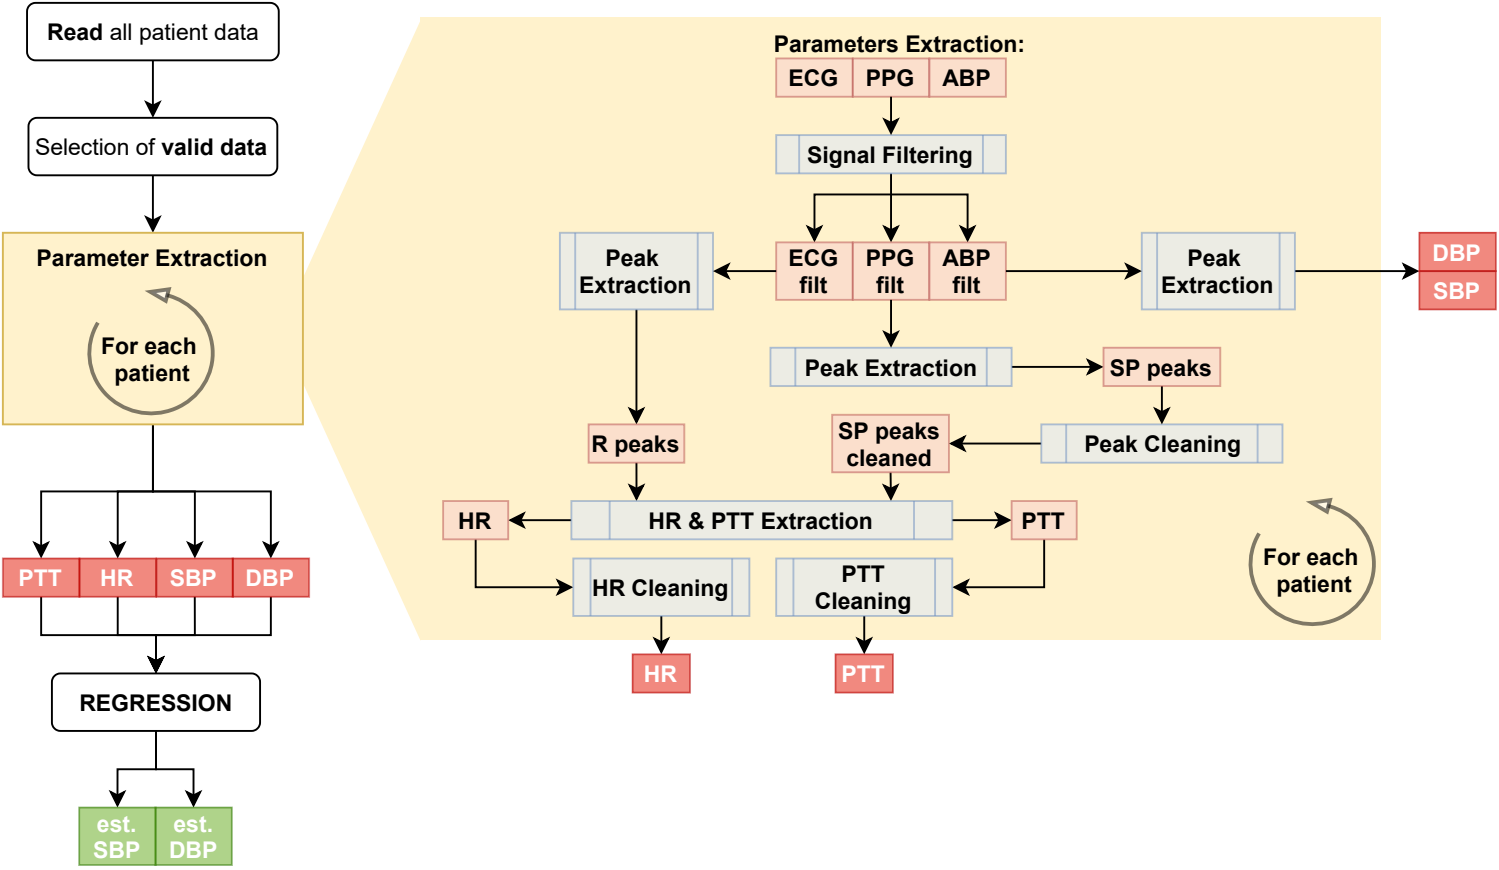 Read all patient data
Selection of valid data
Parameter Extraction
For each
patient
PTT HR SBP DBP
REGRESSION
est.
SBP
est.
DBP
Parameters Extraction:
ECG PPG ABP
Signal Filtering
ECG
filt
PPG
filt
ABP
filt
Peak
Extraction
Peak
Extraction
DBP
SBP
Peak Extraction
SP peaks
Peak Cleaning
SP peaks
cleaned
R peaks
HR & PTT Extraction
HR
PTT
HR Cleaning
PTT
Cleaning
HR
PTT
For each
patient